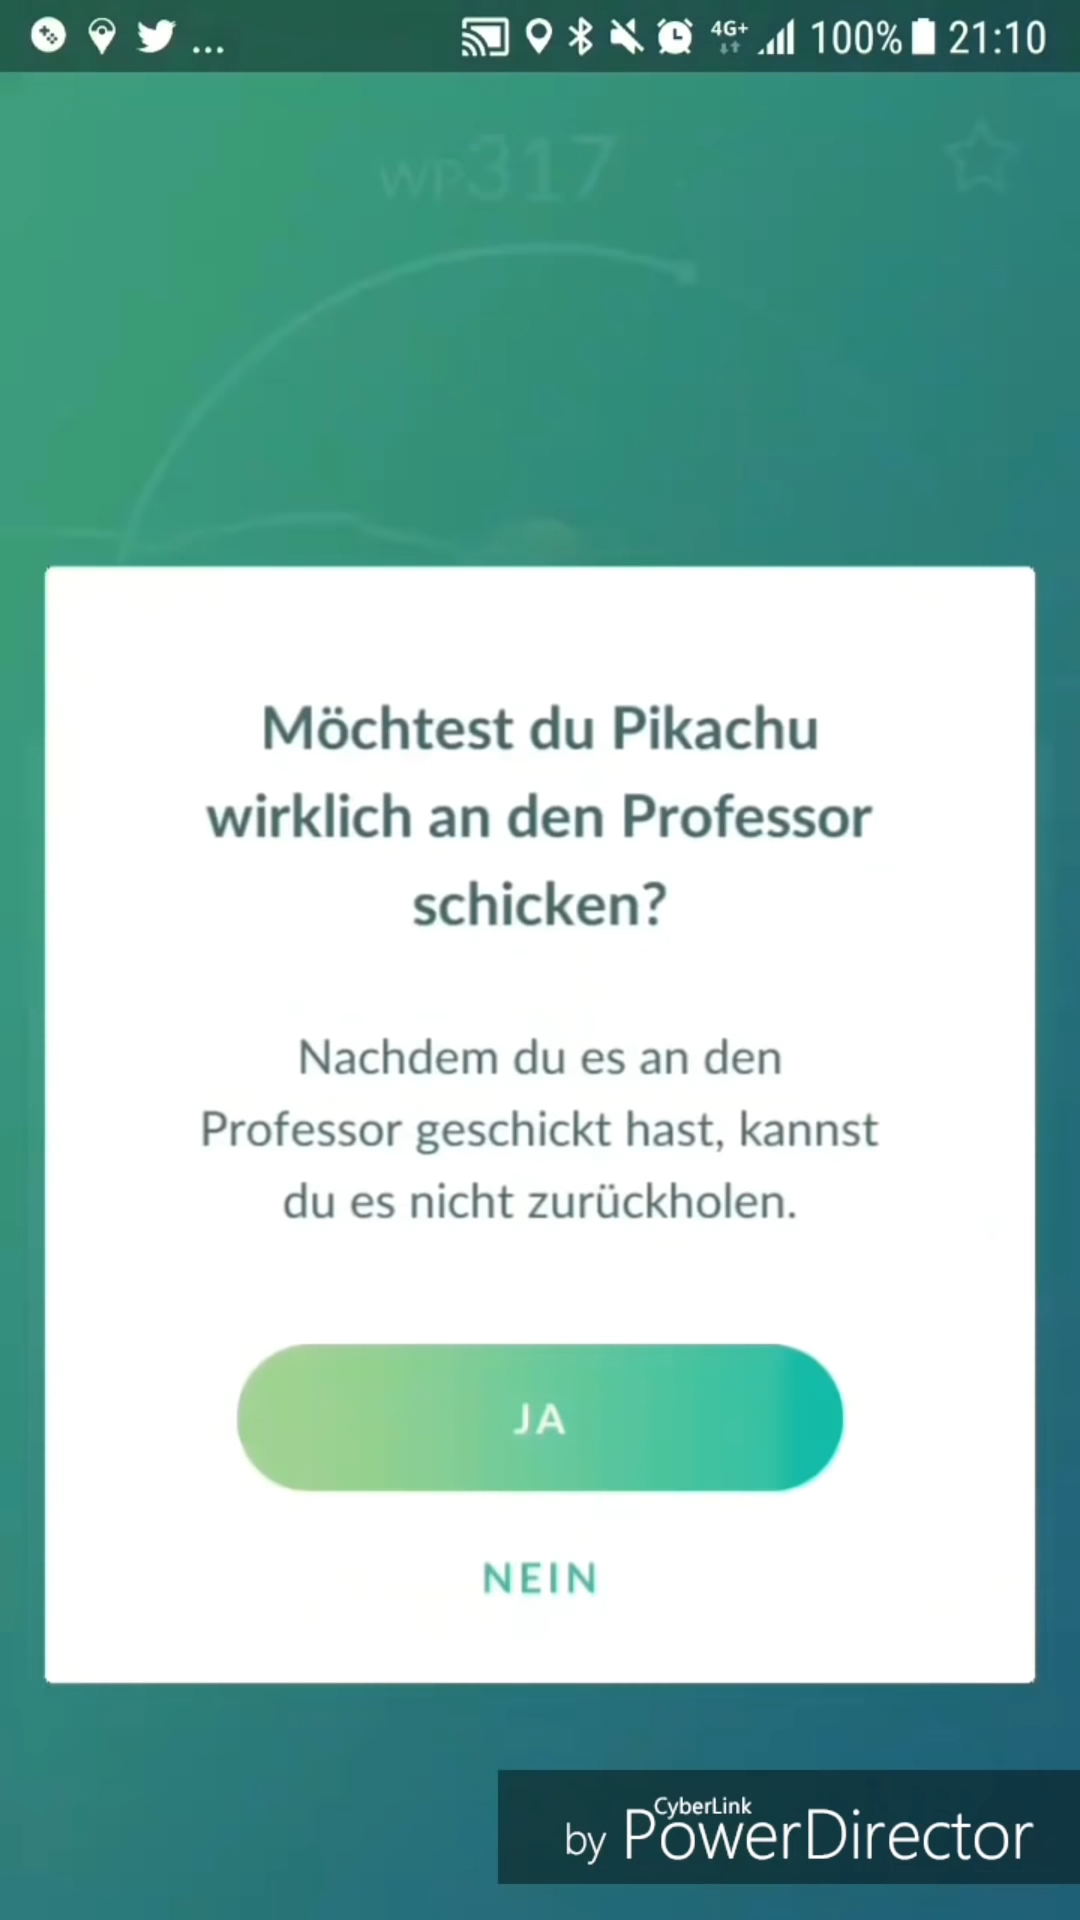 ... 4G+ 100% 21:10
WP317
Möchtest du Pikachu
wirklich an den Professor
schicken?
Nachdem du es an den
Professor geschickt hast, kannst
du es nicht zurückholen.
JA
NEIN
CyberLink
by PowerDirector